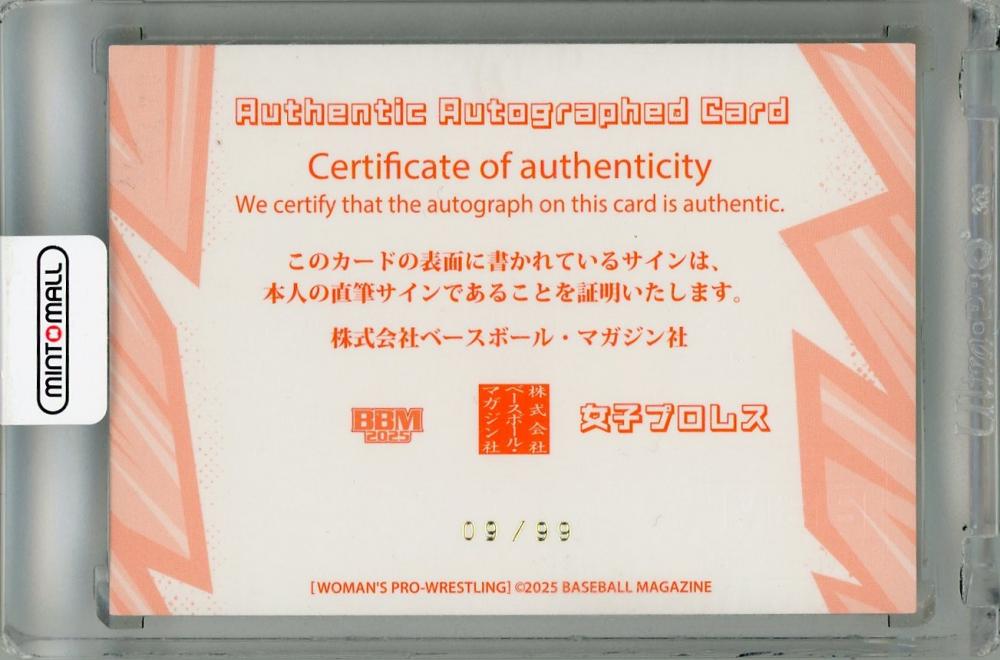 Authentic Autographed Card
Certificate of authenticity
We certify that the autograph on this card is authentic.
このカードの表面に書かれているサインは、
本人の直筆サインであることを証明いたします。
株式会社ベースボール・マガジン社
MINTOMALL
BBM
2025
株式会社
ベースボール・
マガジン社
女子プロレス
09/99
[WOMAN'S PRO-WRESTLING] ©2025 BASEBALL MAGAZINE